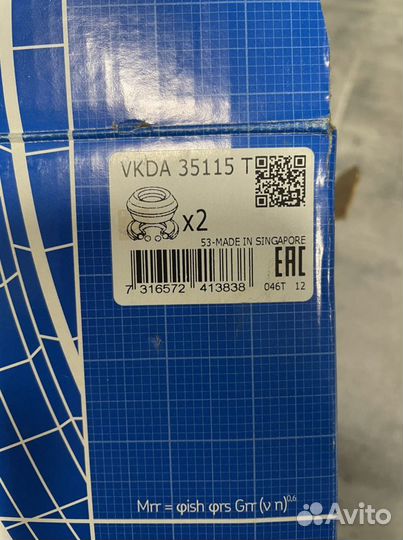 VKDA 35115 T
x2
53-MADE IN SINGAPORE
EAC
7 316572 413838
046T 12
Mrr = φish φrs Grr (ν n)0,6
Avito